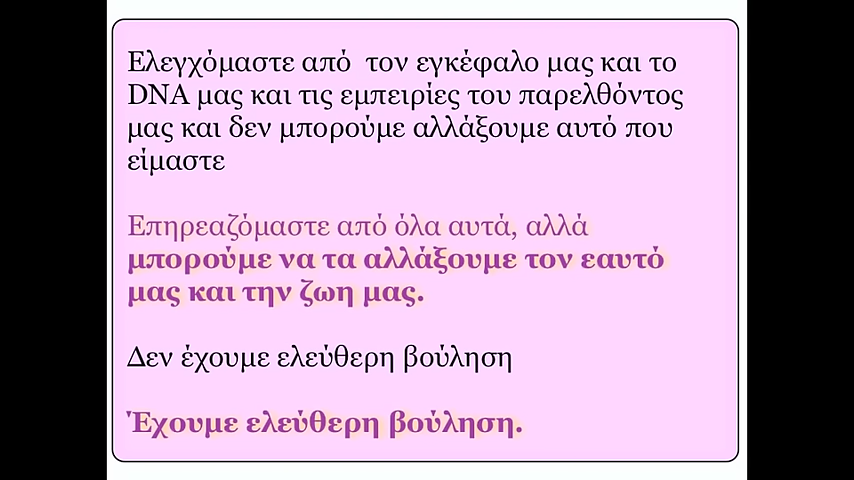 Ελεγχόμαστε από τον εγκέφαλο μας και το
DNA μας και τις εμπειρίες του παρελθόντος
μας και δεν μπορούμε αλλάξουμε αυτό που
είμαστε
Επηρεαζόμαστε από όλα αυτά, αλλά
μπορούμε να τα αλλάξουμε τον εαυτό
μας και την ζωη μας.
Δεν έχουμε ελεύθερη βούληση
Έχουμε ελεύθερη βούληση.